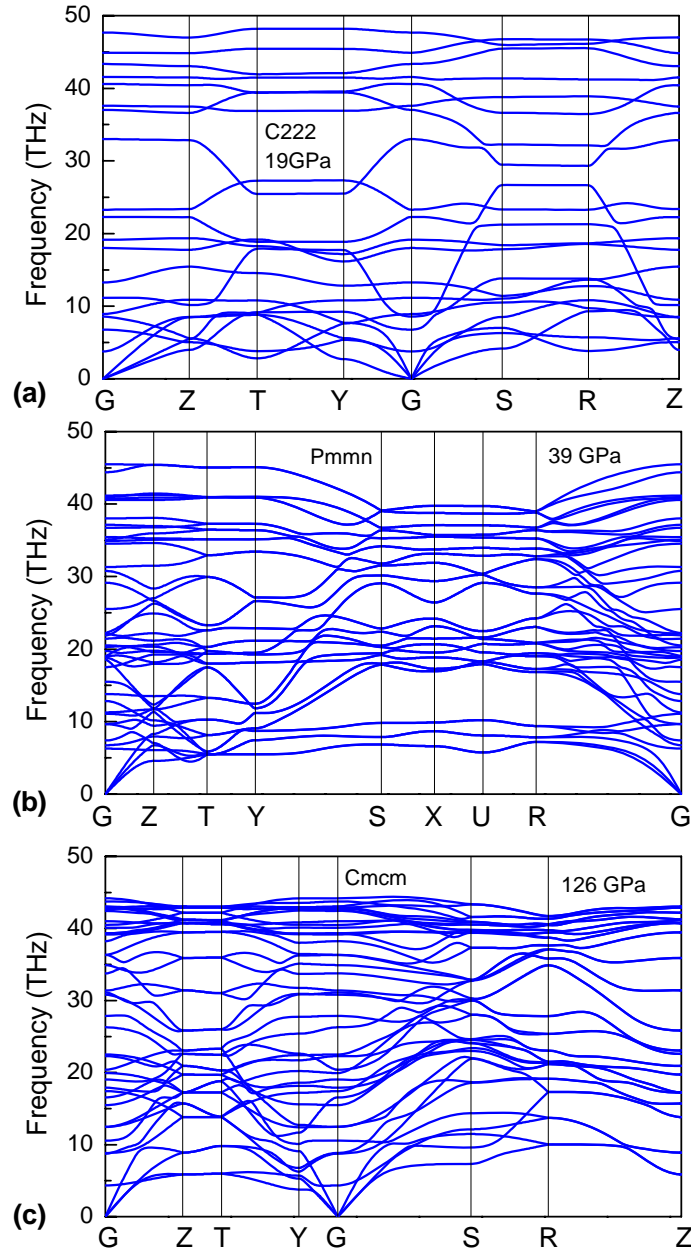 50
40
30
20
10
0
Frequency (THz)
C222
19GPa
(a)
G Z T Y G S R Z
50
40
30
20
10
0
Frequency (THz)
Pmmn
39 GPa
(b)
G Z T Y S X U R G
50
40
30
20
10
0
Frequency (THz)
Cmcm
126 GPa
(c)
G Z T Y G S R Z